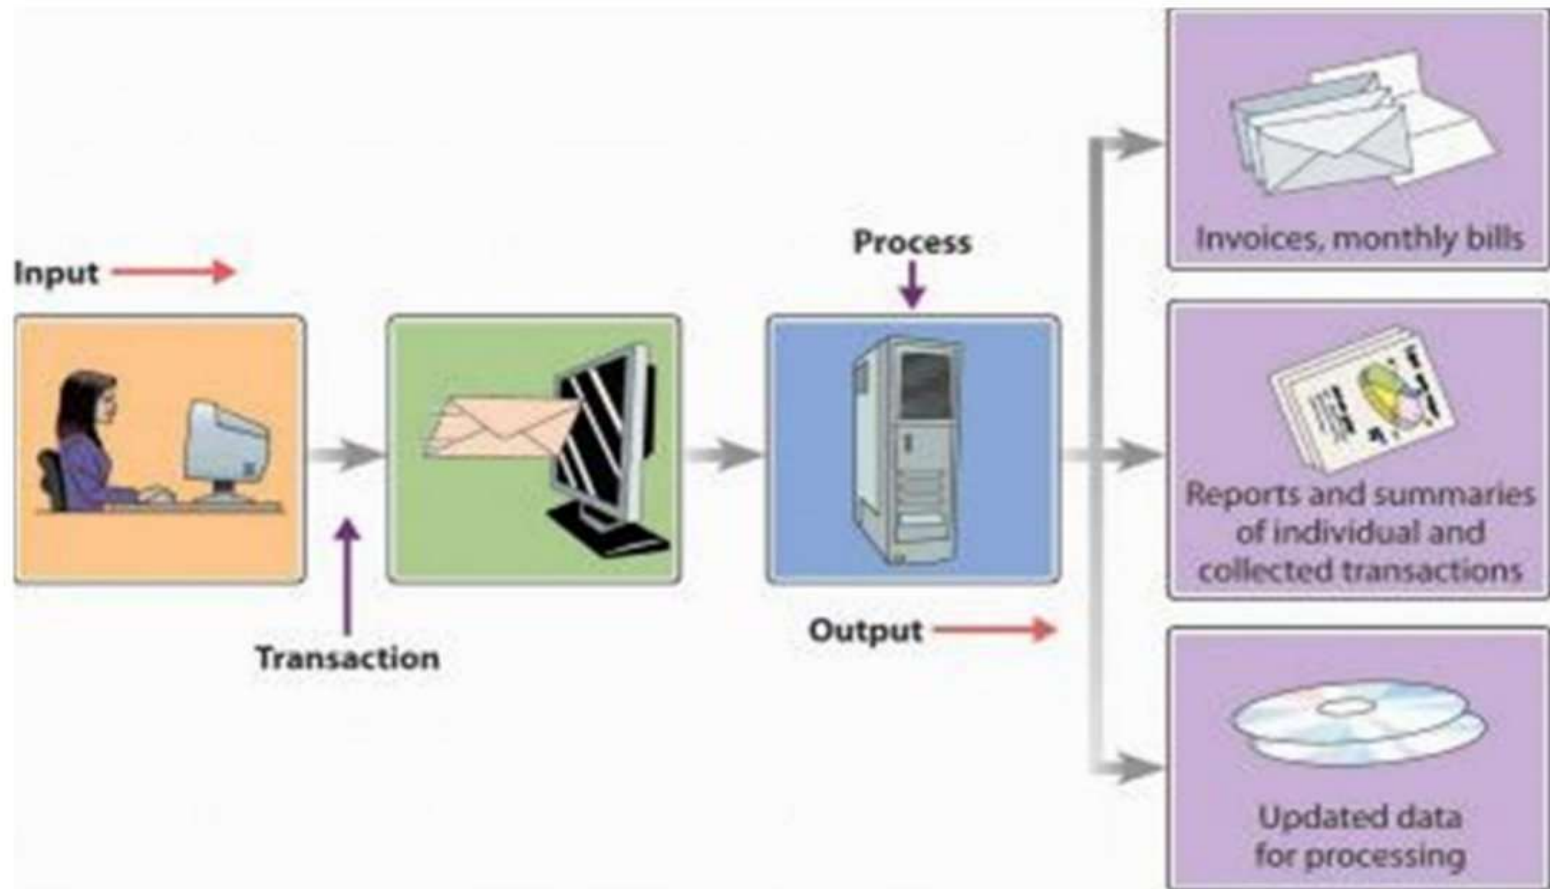 Input
Transaction
Process
Output
Invoices, monthly bills
Reports and summaries
of individual and
collected transactions
Updated data
for processing